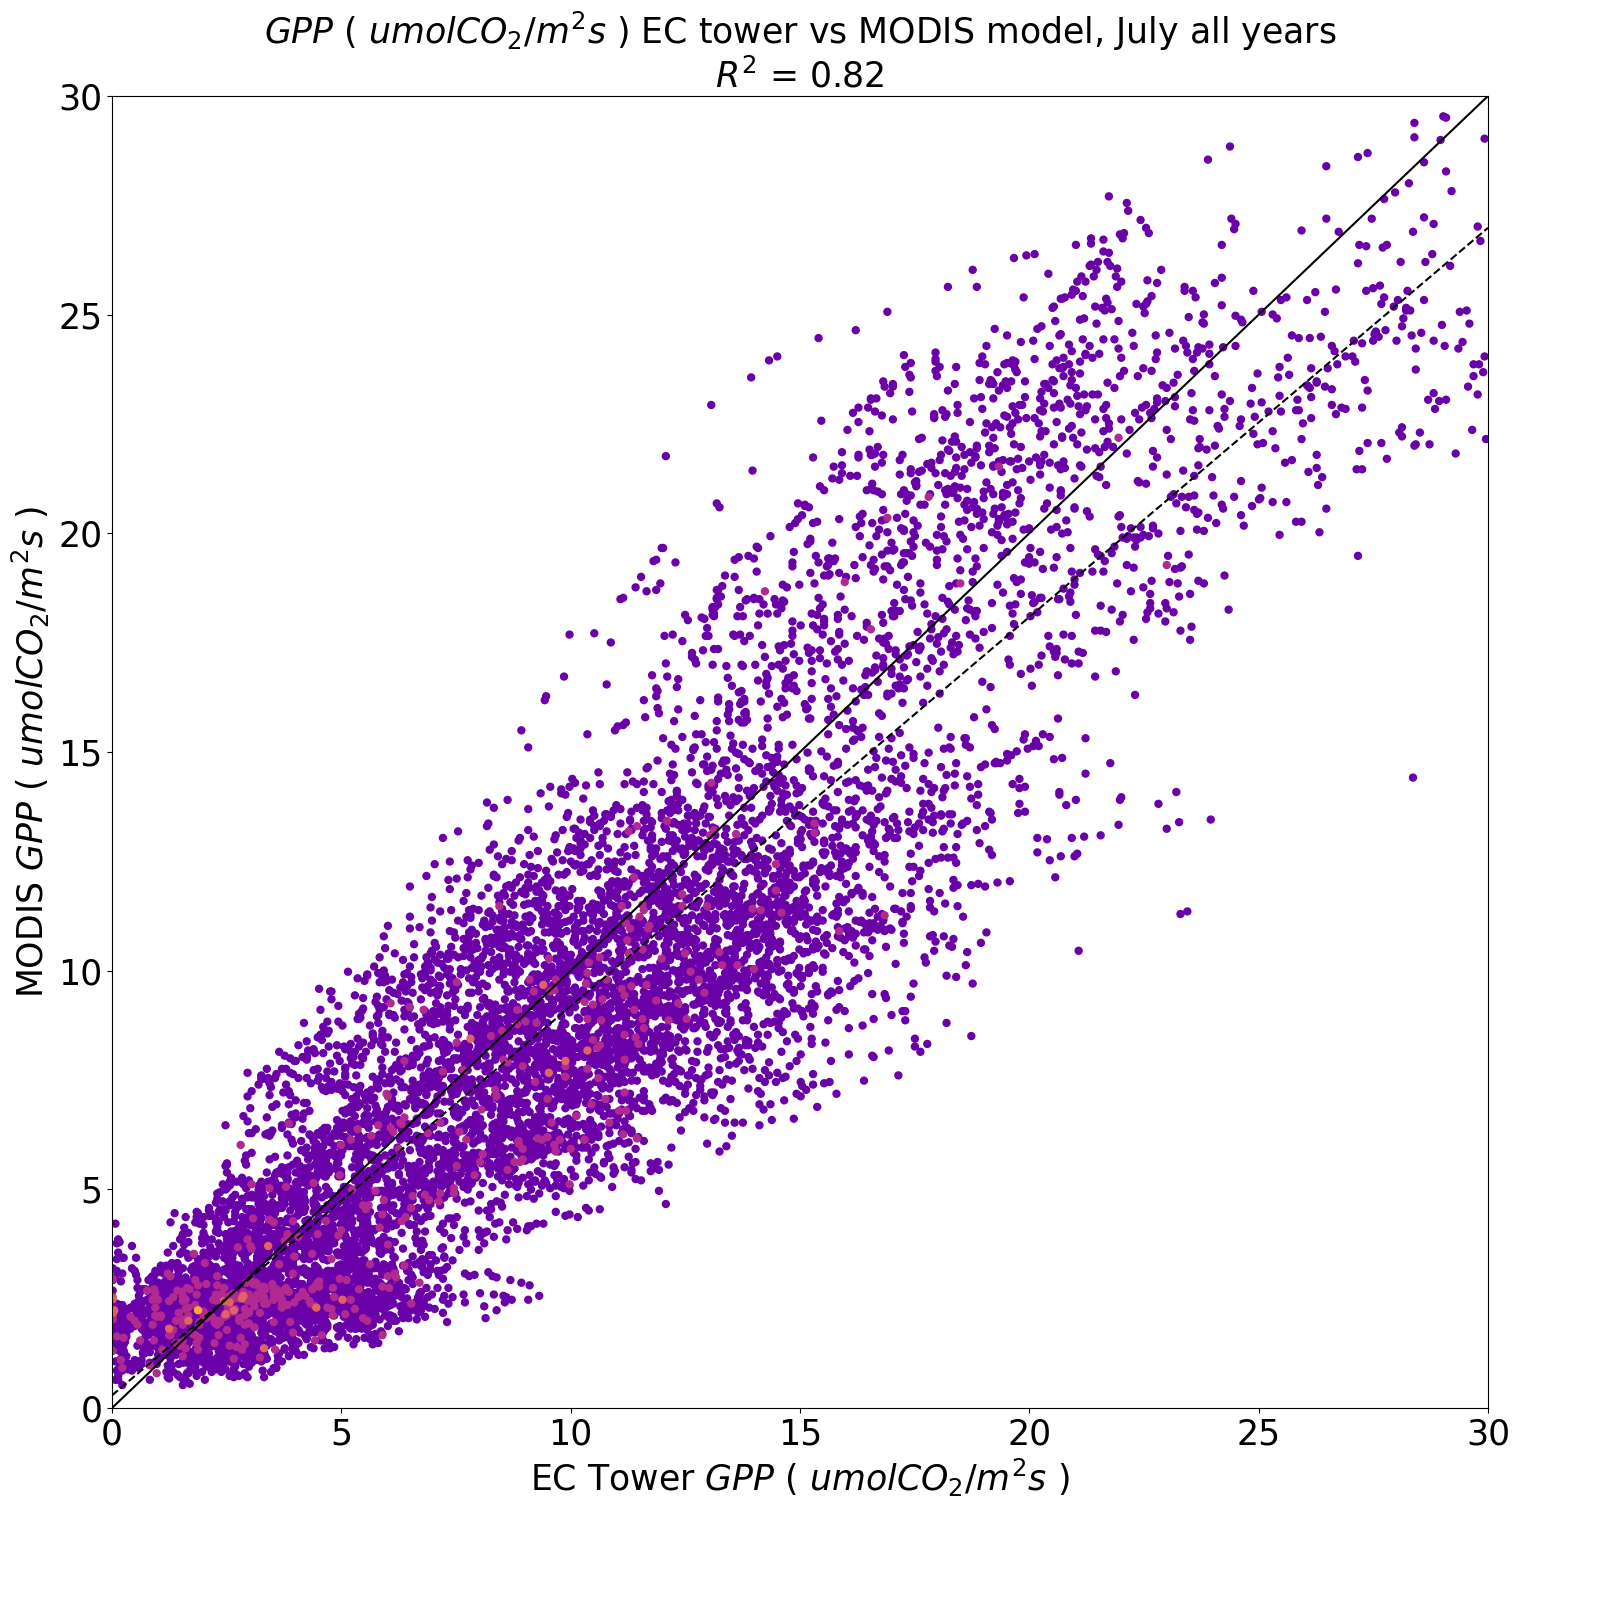 GPP ( umolCO₂/m²s ) EC tower vs MODIS model, July all years
R² = 0.82
30
25
20
15
10
5
0
MODIS GPP ( umolCO₂/m²s )
0 5 10 15 20 25 30
EC Tower GPP ( umolCO₂/m²s )